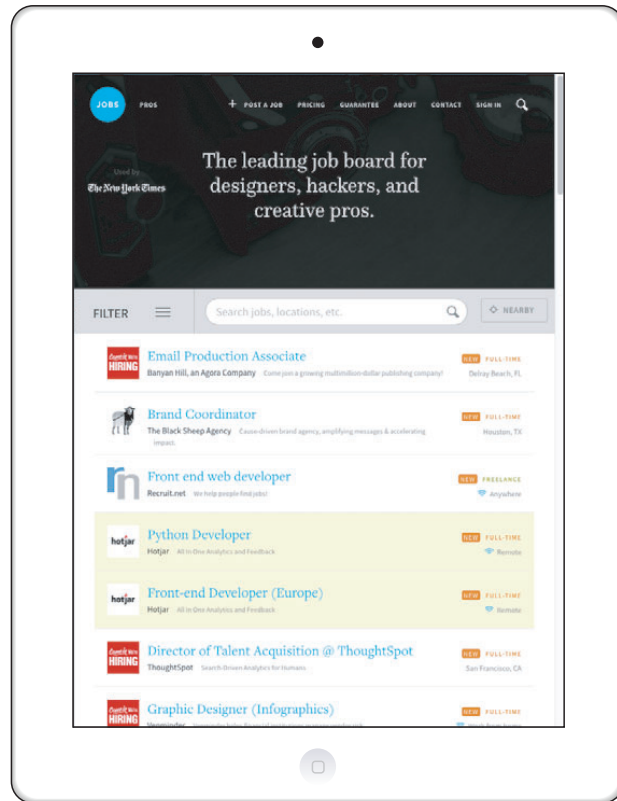 JOBS PROS + POST A JOB PRICING GUARANTEE ABOUT CONTACT SIGN IN
Used by
The New York Times
The leading job board for
designers, hackers, and
creative pros.
FILTER Search jobs, locations, etc. NEARBY
HIRING
Email Production Associate NEW FULL-TIME
Banyan Hill, an Agora Company Come join a growing multimillion-dollar publishing company! Delray Beach, FL
Brand Coordinator NEW FULL-TIME
The Black Sheep Agency Cause-driven brand agency, amplifying messages & accelerating Houston, TX
impact.
rn
Front end web developer NEW FREELANCE
Recruit.net We help people find jobs! Anywhere
hotjar
Python Developer NEW FULL-TIME
Hotjar All in One Analytics and Feedback Remote
hotjar
Front-end Developer (Europe) NEW FULL-TIME
Hotjar All in One Analytics and Feedback Remote
HIRING
Director of Talent Acquisition @ ThoughtSpot NEW FULL-TIME
ThoughtSpot Search-Driven Analytics for Humans San Francisco, CA
HIRING
Graphic Designer (Infographics) NEW FULL-TIME